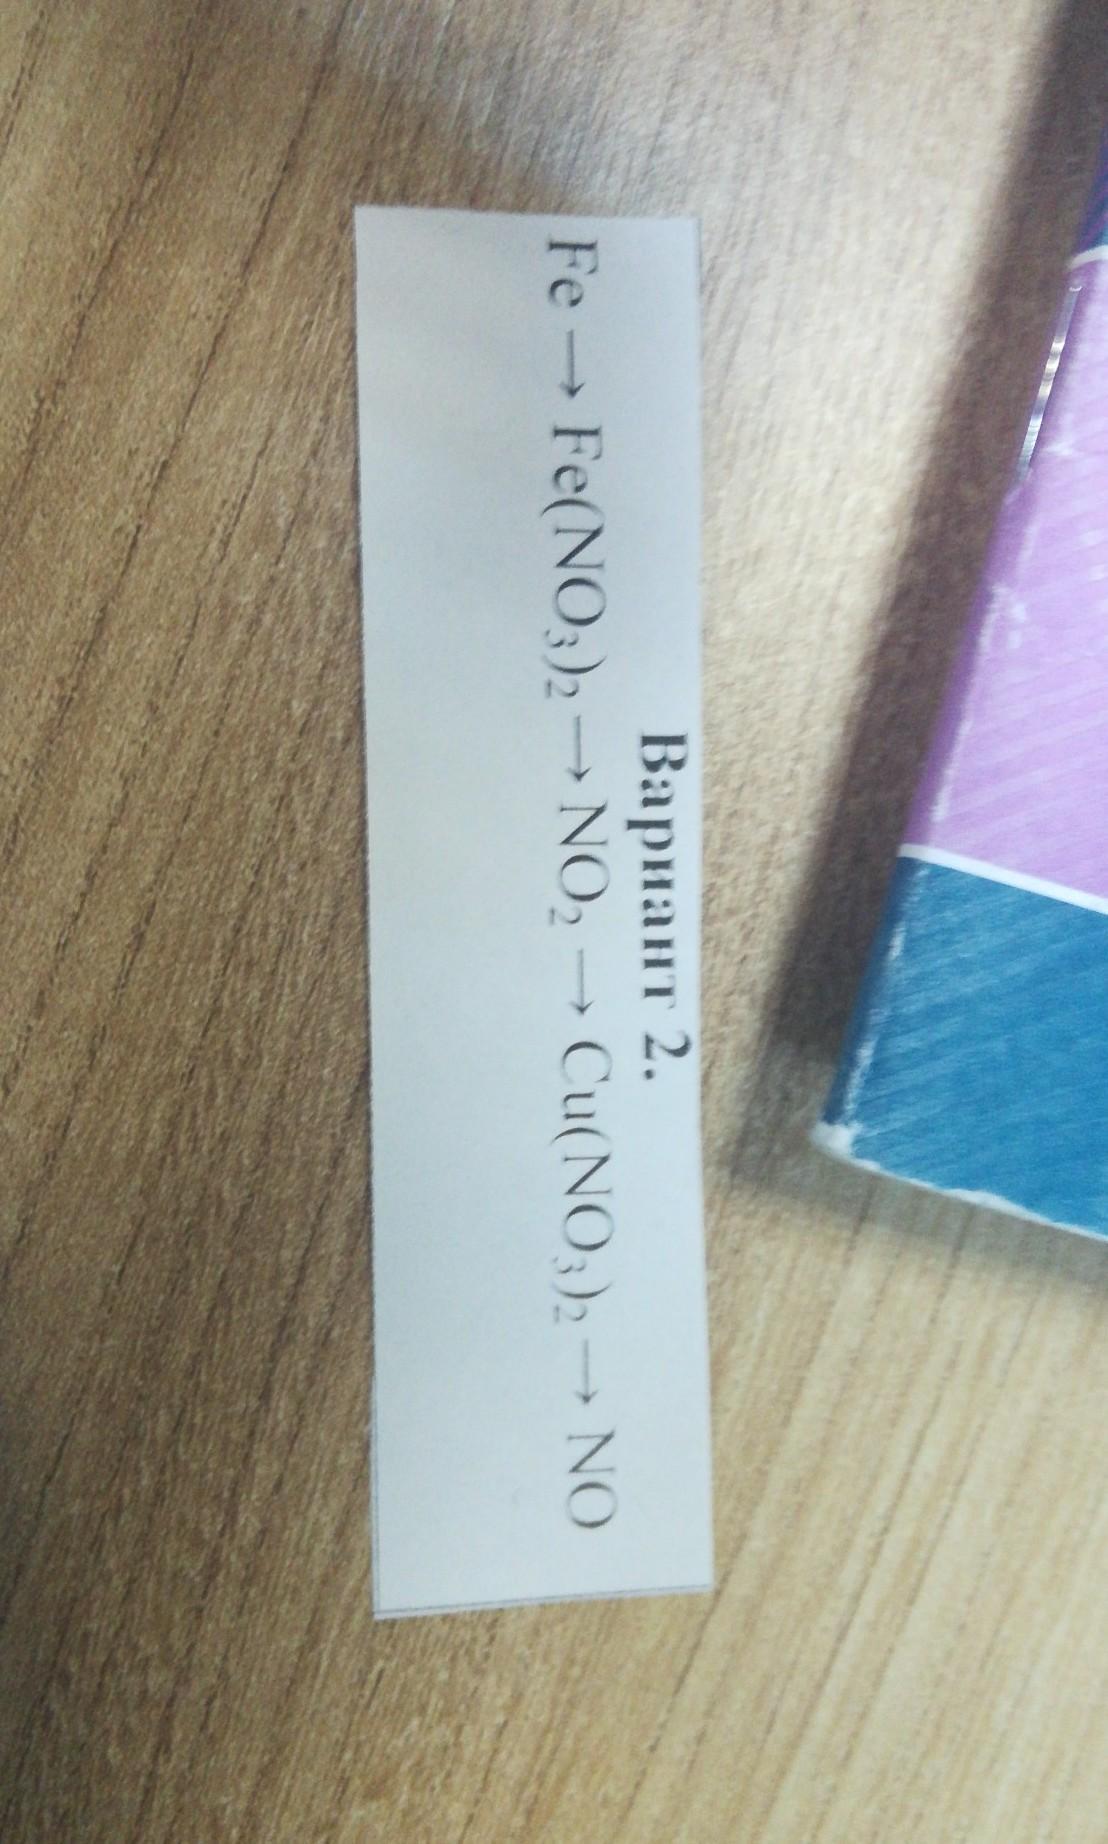 Вариант 2.
Fe → Fe(NO₃)₂ → NO₂ → Cu(NO₃)₂ → NO